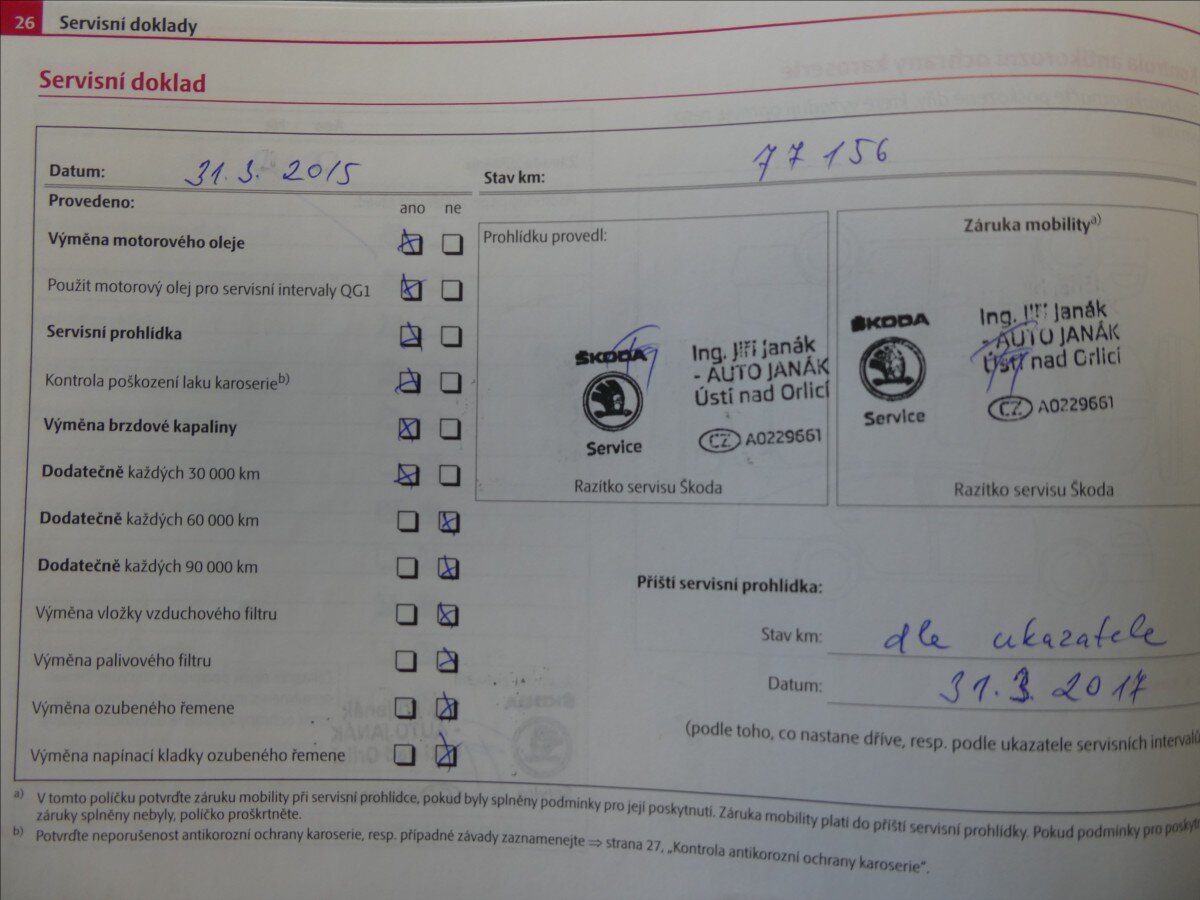 26 Servisní doklady
Servisní doklad
Datum: 31.3. 2015
Stav km: 77 156
Provedeno: ano ne
Výměna motorového oleje
Použit motorový olej pro servisní intervaly QG1
Servisní prohlídka
Kontrola poškození laku karoserie b)
Výměna brzdové kapaliny
Dodatečně každých 30 000 km
Dodatečně každých 60 000 km
Dodatečně každých 90 000 km
Výměna vložky vzduchového filtru
Výměna palivového filtru
Výměna ozubeného řemene
Výměna napínací kladky ozubeného řemene
Prohlídku provedl:
ŠKODA
Service
Ing. Jiří Janák
- AUTO JANÁK
Ústí nad Orlicí
CZ A0229661
Razítko servisu Škoda
Záruka mobility a)
ŠKODA
Service
Ing. Jiří Janák
- AUTO JANÁK
Ústí nad Orlicí
CZ A0229661
Razítko servisu Škoda
Příští servisní prohlídka:
Stav km: dle ukazatele
Datum: 31.3. 2017
(podle toho, co nastane dříve, resp. podle ukazatele servisních intervalů
a) V tomto políčku potvrďte záruku mobility při servisní prohlídce, pokud byly splněny podmínky pro její poskytnutí. Záruka mobility platí do příští servisní prohlídky. Pokud podmínky pro poskytn
záruky splněny nebyly, políčko proškrtněte.
b) Potvrďte neporušenost antikorozní ochrany karoserie, resp. případné závady zaznamenejte ⇒ strana 27, „Kontrola antikorozní ochrany karoserie“.